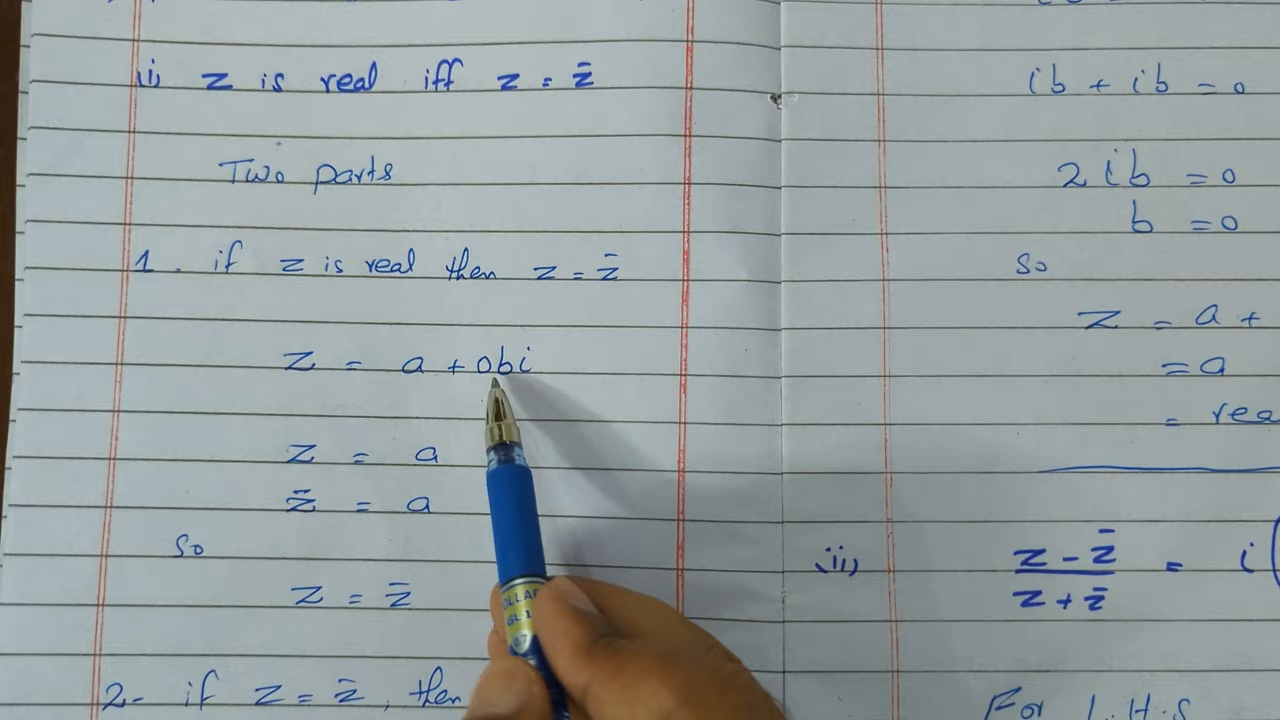 i) z is real iff z = z̄
Two parts
1. if z is real then z = z̄
z = a + 0bi
z = a
z̄ = a
so
z = z̄
2- if z = z̄, then
ib + ib = 0
2ib = 0
b = 0
so
z = a +
= a
=
ii)
z - z̄ / z + z̄ = i(
For L.H.S
DOLLAR